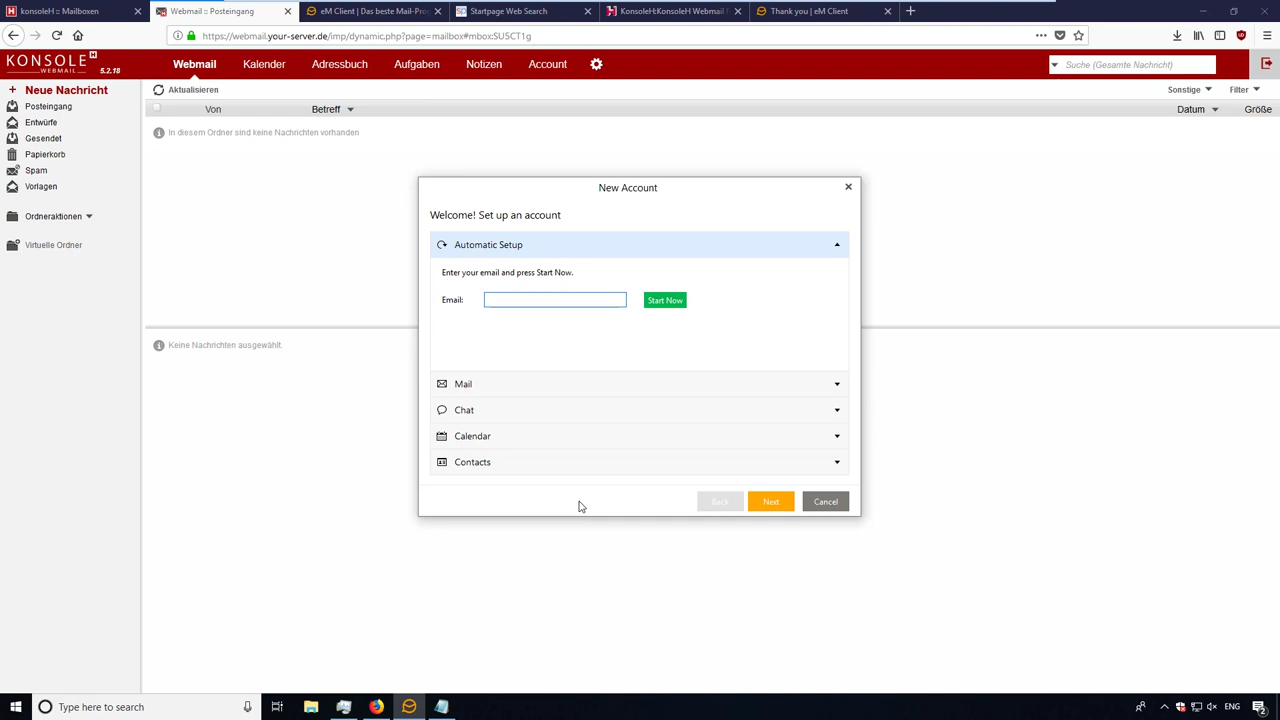 konsoleH :: Mailboxen
Webmail :: Posteingang
eM Client | Das beste Mail-Pro
Startpage Web Search
KonsoleH:KonsoleH Webmail
Thank you | eM Client
https://webmail.your-server.de/imp/dynamic.php?page=mailbox#mbox:SU5CT1g
KONSOLE H
WEBMAIL 5.2.18
Webmail Kalender Adressbuch Aufgaben Notizen Account
Suche (Gesamte Nachricht)
Neue Nachricht
Posteingang
Entwürfe
Gesendet
Papierkorb
Spam
Vorlagen
Ordneraktionen
Virtuelle Ordner
Aktualisieren
Sonstige Filter
Von Betreff Datum Größe
In diesem Ordner sind keine Nachrichten vorhanden
Keine Nachrichten ausgewählt.
New Account
Welcome! Set up an account
Automatic Setup
Enter your email and press Start Now.
Email: Start Now
Mail
Chat
Calendar
Contacts
Back Next Cancel
Type here to search
ENG
2